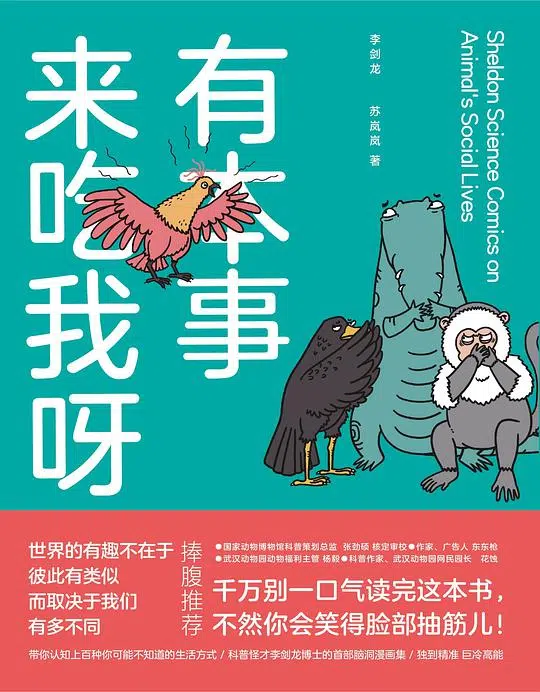 有本事
来吃我呀
李剑龙 苏岚岚 著
Sheldon Science Comics on
Animal's Social Lives
世界的有趣不在于
彼此有类似
而取决于我们
有多不同
捧腹推荐
●国家动物博物馆科普策划总监 张劲硕 核定审校●作家、广告人 东东枪
●武汉动物园动物福利主管 杨毅●科普作家、武汉动物园网民园长 花蚀
千万别一口气读完这本书，
不然你会笑得脸部抽筋儿！
带你认知上百种你可能不知道的生活方式 / 科普怪才李剑龙博士的首部脑洞漫画集 / 独到精准 巨冷高能